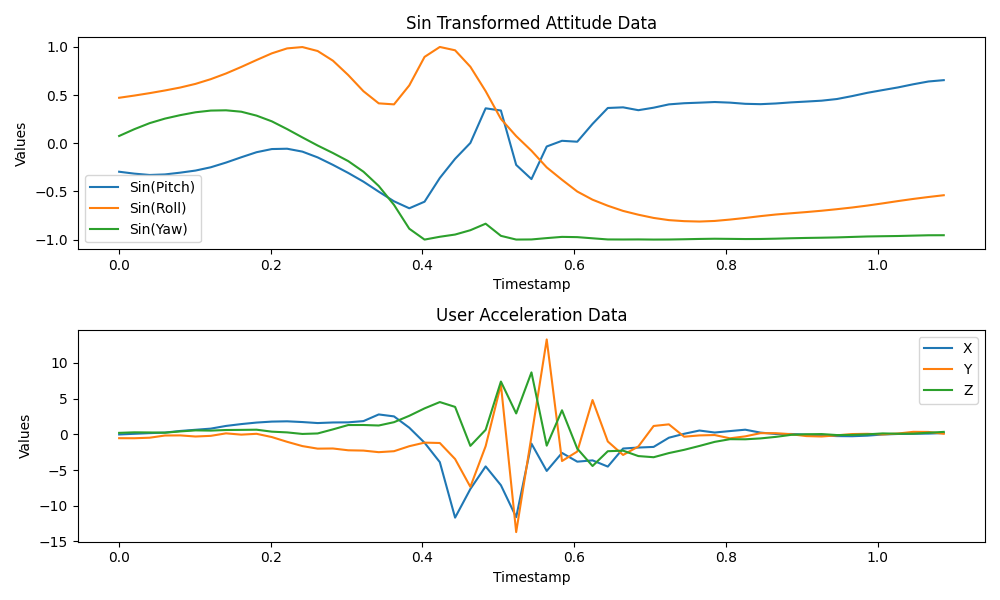 Sin Transformed Attitude Data
1.0
0.5
0.0
−0.5
−1.0
Values
Sin(Pitch)
Sin(Roll)
Sin(Yaw)
0.0 0.2 0.4 0.6 0.8 1.0
Timestamp
User Acceleration Data
10
5
0
−5
−10
−15
Values
X
Y
Z
0.0 0.2 0.4 0.6 0.8 1.0
Timestamp